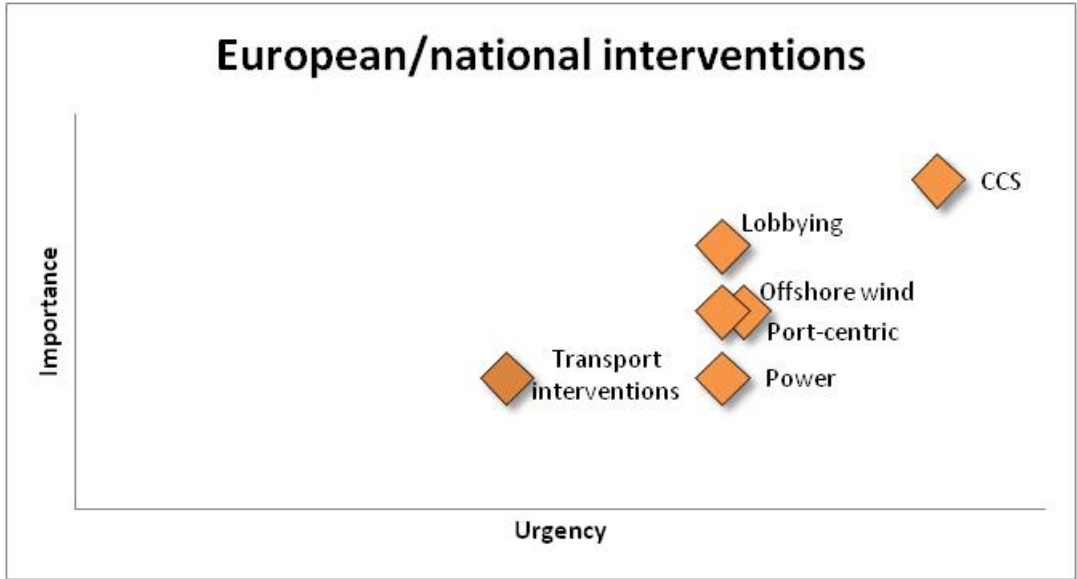 European/national interventions
CCS
Lobbying
Offshore wind
Port-centric
Transport
interventions
Power
Importance
Urgency